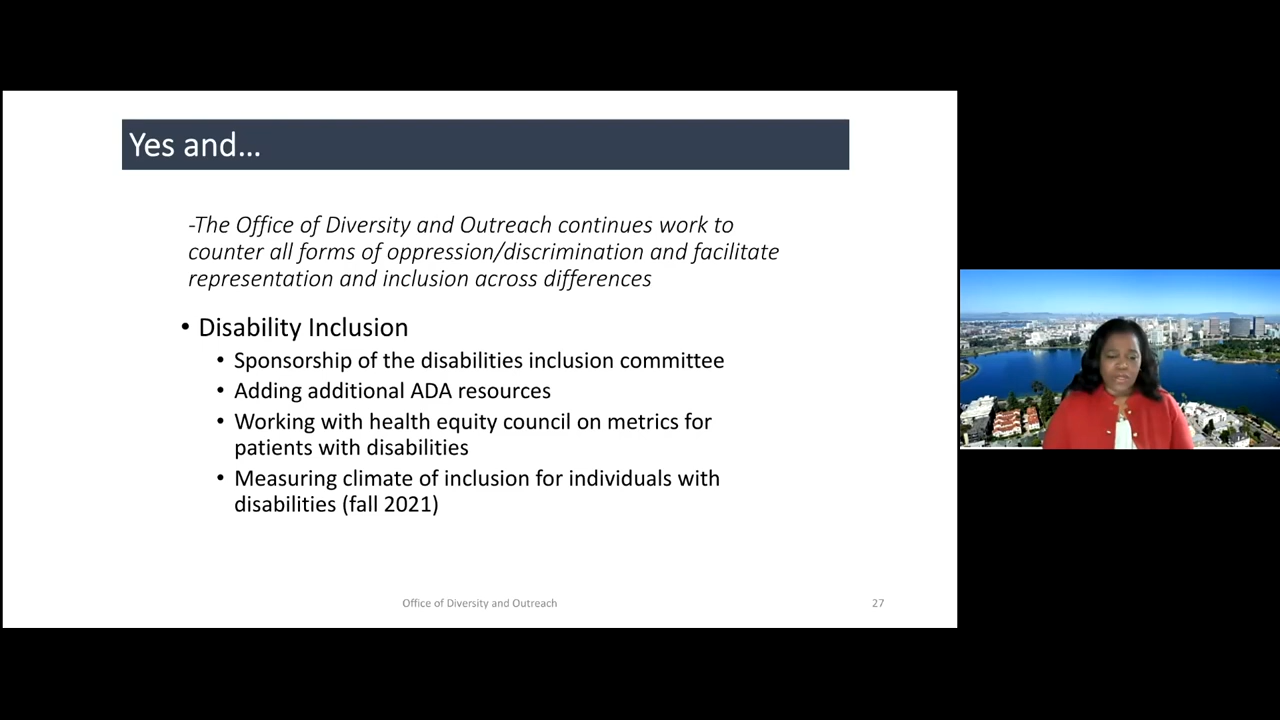 Yes and…
-The Office of Diversity and Outreach continues work to
counter all forms of oppression/discrimination and facilitate
representation and inclusion across differences
• Disability Inclusion
• Sponsorship of the disabilities inclusion committee
• Adding additional ADA resources
• Working with health equity council on metrics for
patients with disabilities
• Measuring climate of inclusion for individuals with
disabilities (fall 2021)
Office of Diversity and Outreach
27